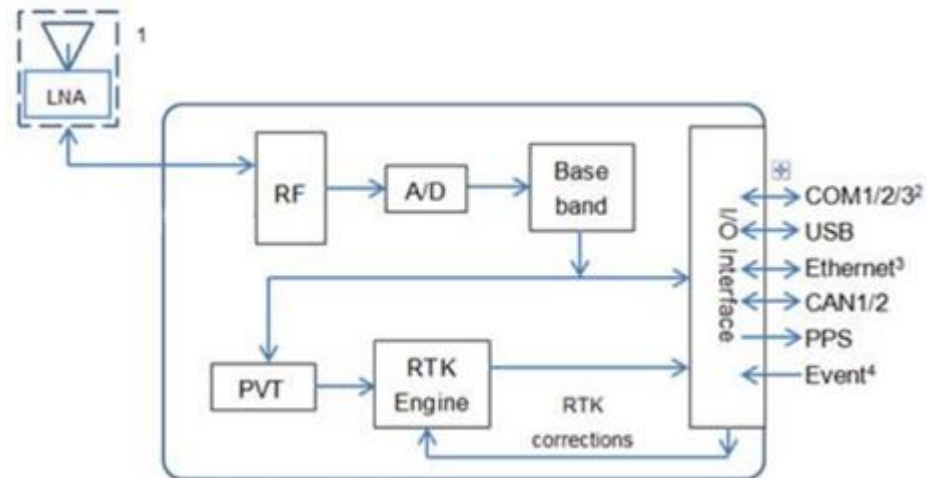 1
LNA
RF
A/D
Base
band
I/O Interface
COM1/2/3²
USB
Ethernet³
CAN1/2
PPS
Event⁴
PVT
RTK
Engine
RTK
corrections